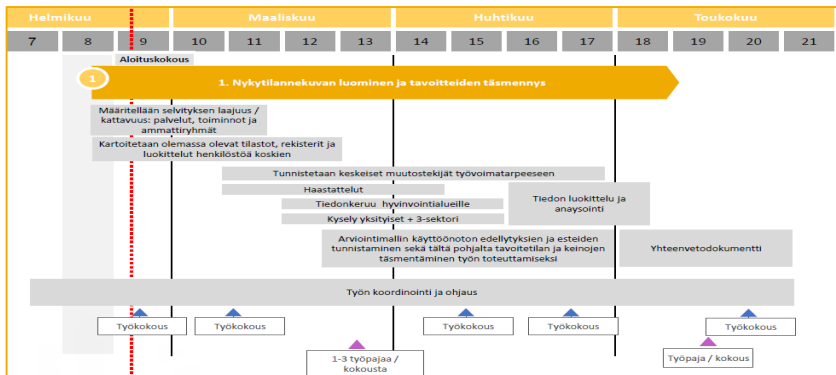 Helmikuu Maaliskuu Huhtikuu Toukokuu
7 8 9 10 11 12 13 14 15 16 17 18 19 20 21
Aloituskokous
1
1. Nykytilannekuvan luominen ja tavoitteiden täsmennys
Määritellään selvityksen laajuus /
kattavuus: palvelut, toiminnot ja
ammattiryhmät
Kartoitetaan olemassa olevat tilastot, rekisterit ja
luokittelut henkilöstöä koskien
Tunnistetaan keskeiset muutostekijät työvoimatarpeeseen
Haastattelut
Tiedonkeruu hyvinvointialueille
Kysely yksityiset + 3-sektori
Tiedon luokittelu ja
anaysointi
Arviointimallin käyttöönoton edellytyksien ja esteiden
tunnistaminen sekä tältä pohjalta tavoitetilan ja keinojen
täsmentäminen työn toteuttamiseksi
Yhteenvetodokumentti
Työn koordinointi ja ohjaus
Työkokous
Työkokous
Työkokous
Työkokous
Työkokous
1-3 työpajaa /
kokousta
Työpaja / kokous